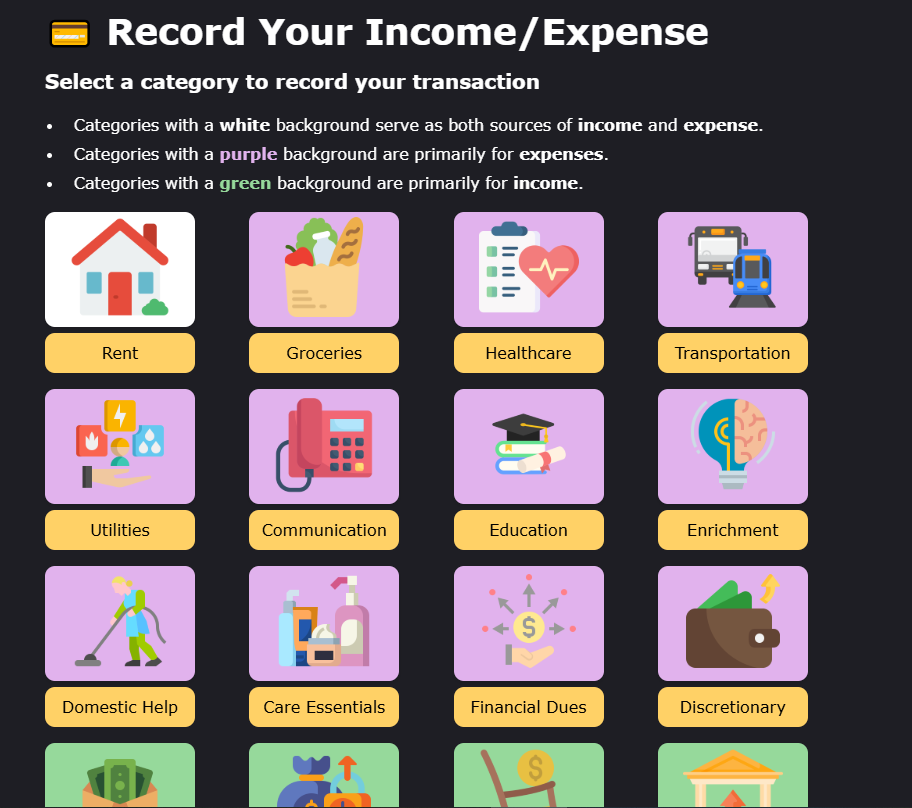 Record Your Income/Expense
Select a category to record your transaction
• Categories with a white background serve as both sources of income and expense.
• Categories with a purple background are primarily for expenses.
• Categories with a green background are primarily for income.
Rent Groceries Healthcare Transportation
Utilities Communication Education Enrichment
$
Domestic Help Care Essentials Financial Dues Discretionary
$ $